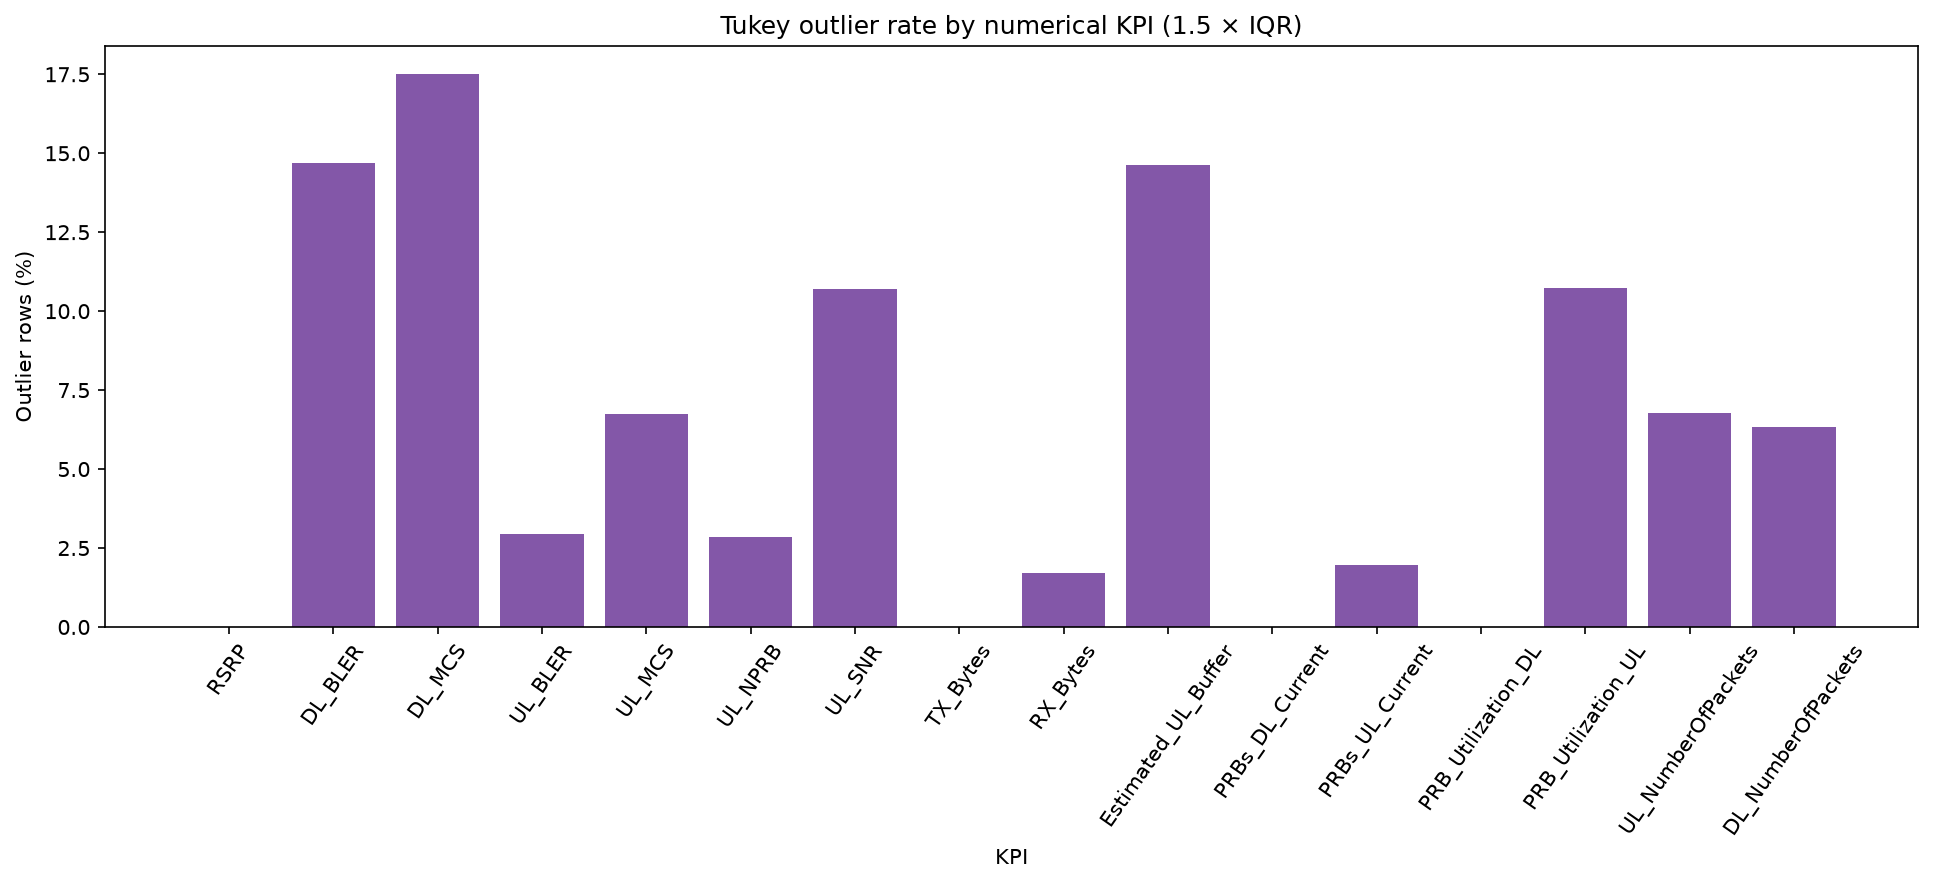 Tukey outlier rate by numerical KPI (1.5 × IQR)
Outlier rows (%)
17.5
15.0
12.5
10.0
7.5
5.0
2.5
0.0
RSRP
DL_BLER
DL_MCS
UL_BLER
UL_MCS
UL_NPRB
UL_SNR
TX_Bytes
RX_Bytes
Estimated_UL_Buffer
PRBs_DL_Current
PRBs_UL_Current
PRB_Utilization_DL
PRB_Utilization_UL
UL_NumberOfPackets
DL_NumberOfPackets
KPI